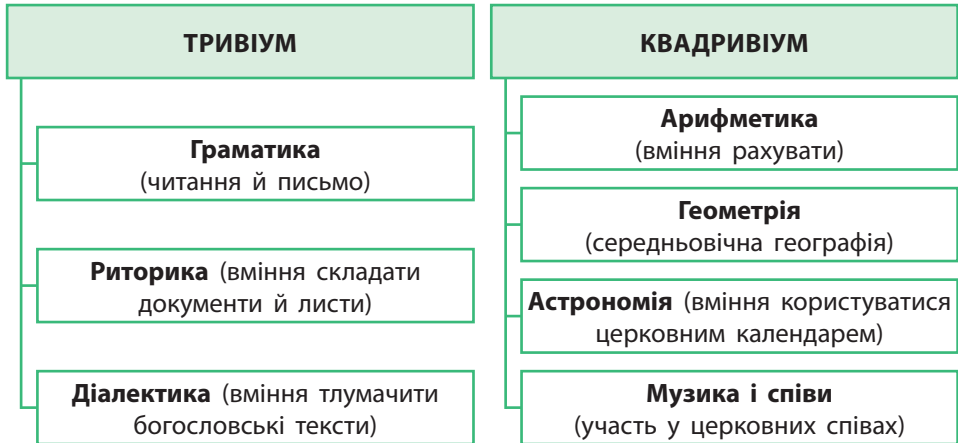 ТРИВІУМ
Граматика
(читання й письмо)
Риторика (вміння складати
документи й листи)
Діалектика (вміння тлумачити
богословські тексти)
КВАДРИВІУМ
Арифметика
(вміння рахувати)
Геометрія
(середньовічна географія)
Астрономія (вміння користуватися
церковним календарем)
Музика і співи
(участь у церковних співах)